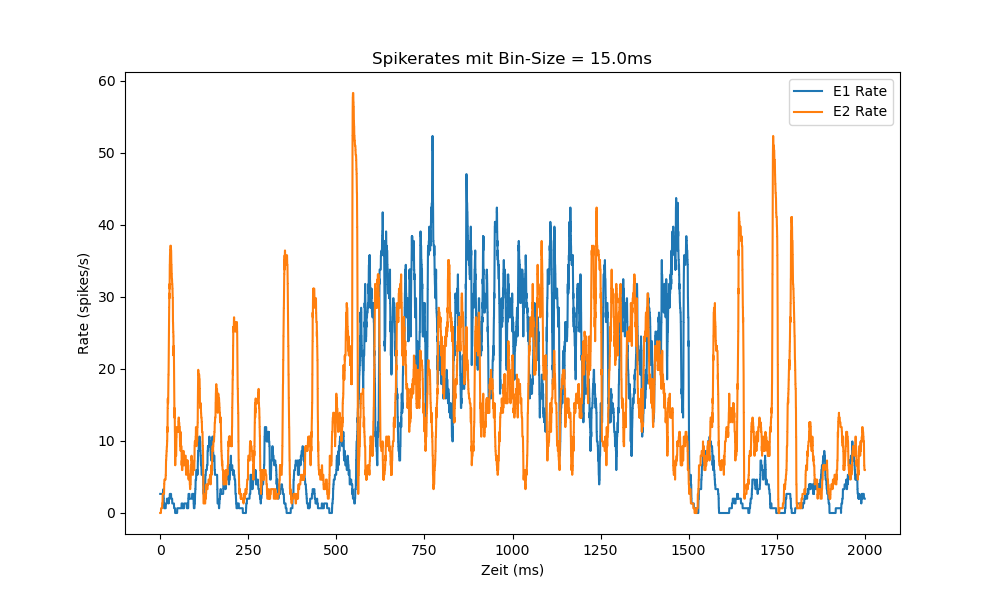 Spikerates mit Bin-Size = 15.0ms
E1 Rate
E2 Rate
60
50
40
30
20
10
0
Rate (spikes/s)
0 250 500 750 1000 1250 1500 1750 2000
Zeit (ms)